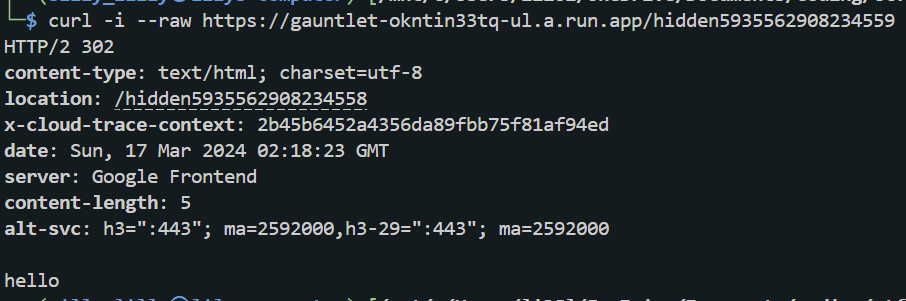 └─$ curl -i --raw https://gauntlet-okntin33tq-ul.a.run.app/hidden5935562908234559
HTTP/2 302
content-type: text/html; charset=utf-8
location: /hidden5935562908234558
x-cloud-trace-context: 2b45b6452a4356da89fbb75f81af94ed
date: Sun, 17 Mar 2024 02:18:23 GMT
server: Google Frontend
content-length: 5
alt-svc: h3=":443"; ma=2592000,h3-29=":443"; ma=2592000
hello